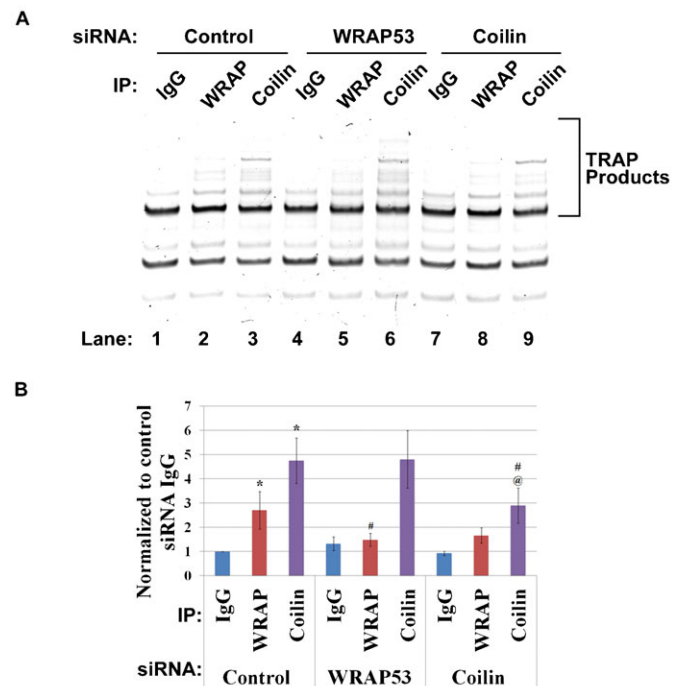 A
siRNA: Control WRAP53 Coilin
IP: IgG WRAP Coilin IgG WRAP Coilin IgG WRAP Coilin
TRAP
Products
Lane: 1 2 3 4 5 6 7 8 9
B
Normalized to control
siRNA IgG
7
6
5
4
3
2
1
0
* * # # @
IP: IgG WRAP Coilin IgG WRAP Coilin IgG WRAP Coilin
siRNA: Control WRAP53 Coilin